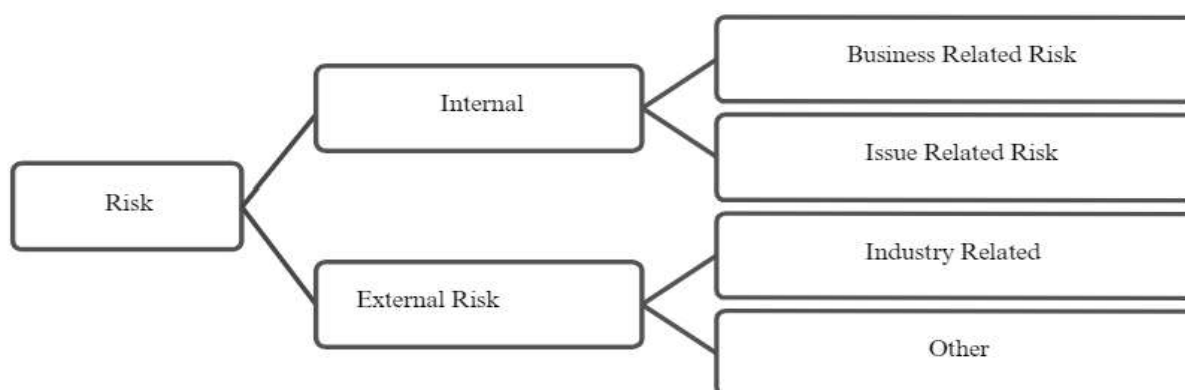 Business Related Risk
Internal
Issue Related Risk
Risk
Industry Related
External Risk
Other